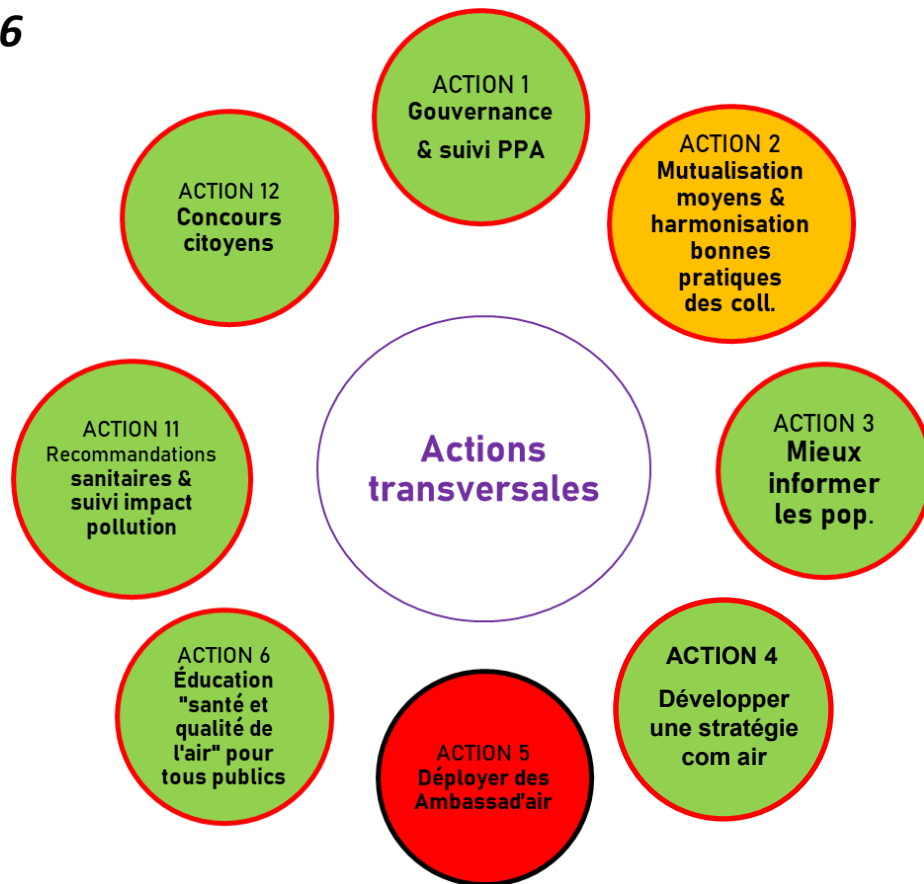 6
ACTION 1
Gouvernance
& suivi PPA
ACTION 2
Mutualisation
moyens &
harmonisation
bonnes
pratiques
des coll.
ACTION 3
Mieux
informer
les pop.
ACTION 4
Développer
une stratégie
com air
ACTION 5
Déployer des
Ambassad'air
ACTION 6
Éducation
"santé et
qualité de
l'air" pour
tous publics
ACTION 11
Recommandations
sanitaires &
suivi impact
pollution
ACTION 12
Concours
citoyens
Actions
transversales